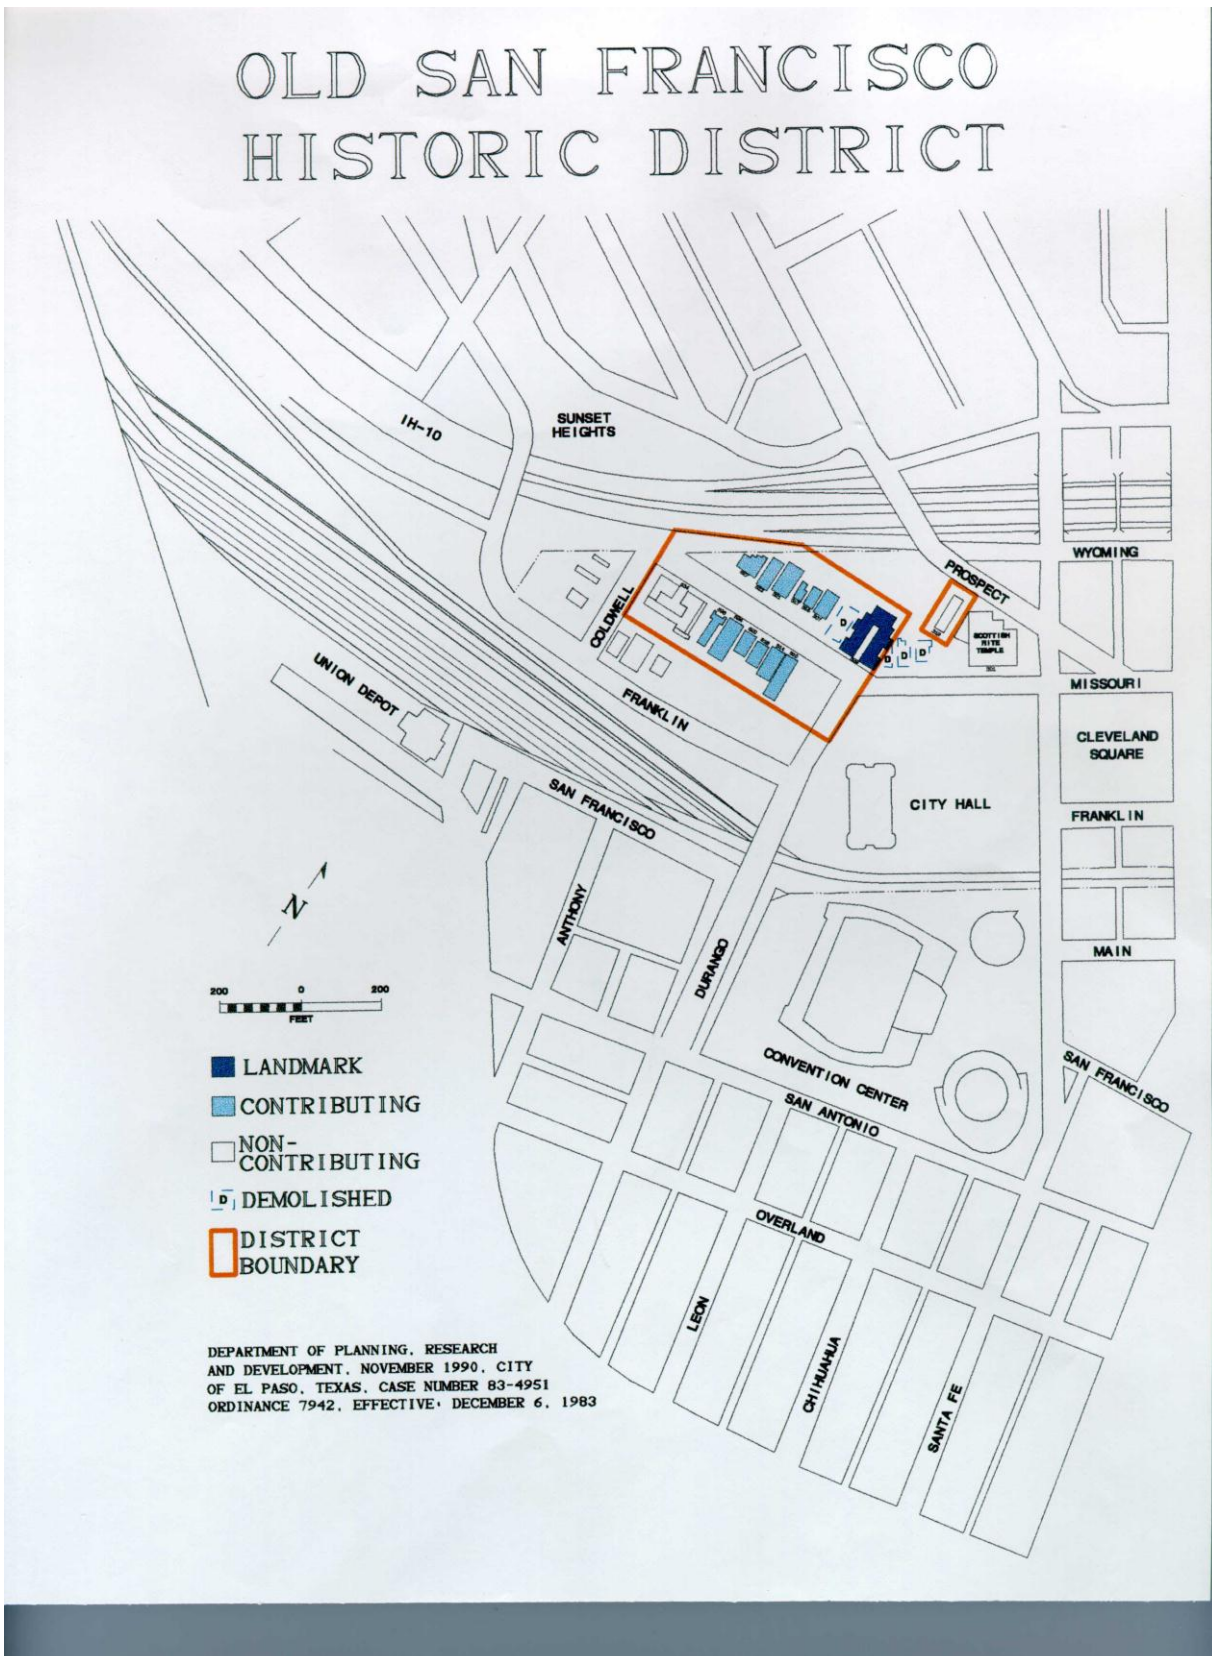 OLD SAN FRANCISCO
HISTORIC DISTRICT
IH-10
SUNSET
HEIGHTS
WYOMING
PROSPECT
COLDWELL
SCOTTISH
RITE
TEMPLE
301
D
D
D
D
MISSOURI
UNION DEPOT
FRANKLIN
CLEVELAND
SQUARE
SAN FRANCISCO
CITY HALL
FRANKLIN
N
ANTHONY
DURANGO
MAIN
200 0 200
FEET
CONVENTION CENTER
SAN FRANCISCO
SAN ANTONIO
LANDMARK
CONTRIBUTING
NON-
CONTRIBUTING
D DEMOLISHED
DISTRICT
BOUNDARY
OVERLAND
LEON
CHIHUAHUA
SANTA FE
DEPARTMENT OF PLANNING, RESEARCH
AND DEVELOPMENT, NOVEMBER 1990, CITY
OF EL PASO, TEXAS. CASE NUMBER 83-4951
ORDINANCE 7942, EFFECTIVE: DECEMBER 6, 1983